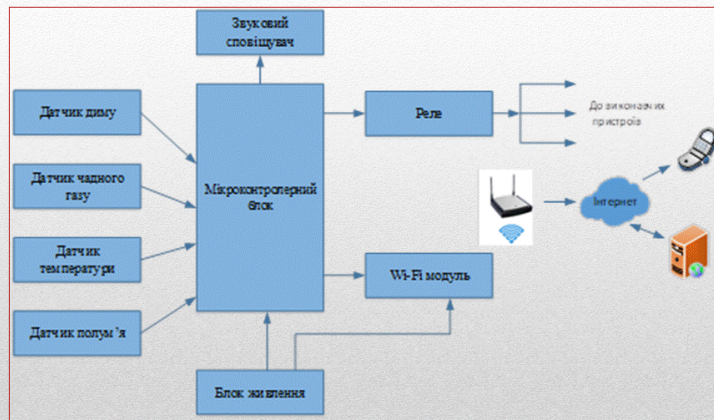 Звуковий
сповіщувач
Датчик диму
Датчик чадного
газу
Датчик
температури
Датчик полум’я
Мікроконтролерний
блок
Реле
До виконавчих
пристроїв
Інтернет
Wi-Fi модуль
Блок живлення